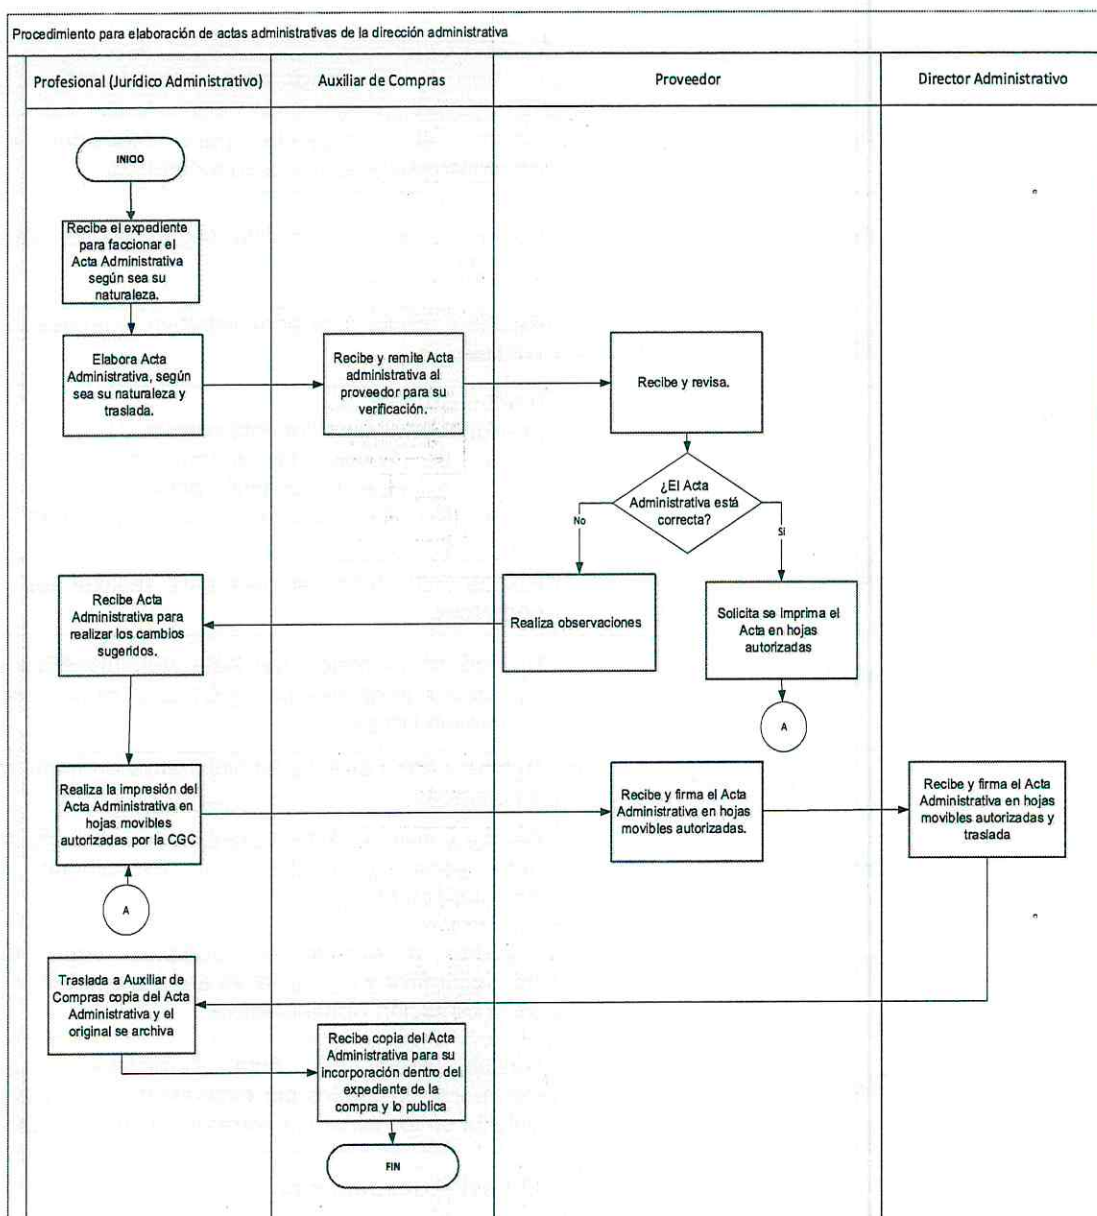 Procedimiento para elaboración de actas administrativas de la dirección administrativa
Profesional (Jurídico Administrativo)
Auxiliar de Compras
Proveedor
Director Administrativo
INICIO
Recibe el expediente
para faccionar el
Acta Administrativa
según sea su
naturaleza.
Elabora Acta
Administrativa, según
sea su naturaleza y
traslada.
Recibe y remite Acta
administrativa al
proveedor para su
verificación.
Recibe y revisa.
¿El Acta
Administrativa está
correcta?
No
Si
Recibe Acta
Administrativa para
realizar los cambios
sugeridos.
Realiza observaciones
Solicita se imprima el
Acta en hojas
autorizadas
A
Realiza la impresión del
Acta Administrativa en
hojas movibles
autorizadas por la CGC
Recibe y firma el Acta
Administrativa en hojas
movibles autorizadas.
Recibe y firma el Acta
Administrativa en hojas
movibles autorizadas y
traslada
A
Traslada a Auxiliar de
Compras copia del Acta
Administrativa y el
original se archiva
Recibe copia del Acta
Administrativa para su
incorporación dentro del
expediente de la
compra y lo publica
FIN